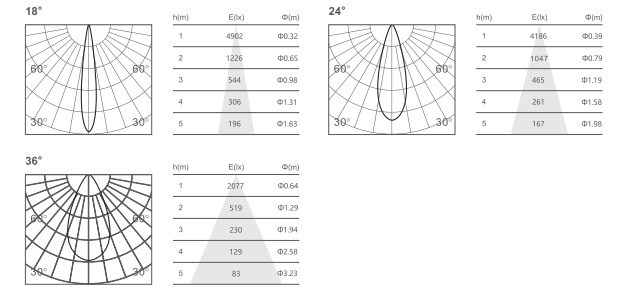 18°
60° 60°
30° 30°
h(m) E(lx) Φ(m)
1 4902 Φ0.32
2 1226 Φ0.65
3 544 Φ0.98
4 306 Φ1.31
5 196 Φ1.63
24°
60° 60°
30° 30°
h(m) E(lx) Φ(m)
1 4186 Φ0.39
2 1047 Φ0.79
3 465 Φ1.19
4 261 Φ1.58
5 167 Φ1.98
36°
60° 60°
30° 30°
h(m) E(lx) Φ(m)
1 2077 Φ0.64
2 519 Φ1.29
3 230 Φ1.94
4 129 Φ2.58
5 83 Φ3.23